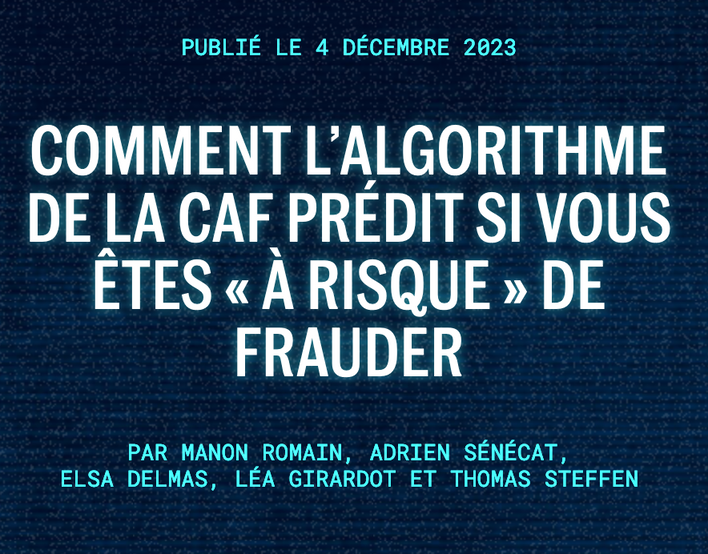 PUBLIÉ LE 4 DÉCEMBRE 2023
COMMENT L’ALGORITHME
DE LA CAF PRÉDIT SI VOUS
ÊTES « À RISQUE » DE
FRAUDER
PAR MANON ROMAIN, ADRIEN SÉNÉCAT,
ELSA DELMAS, LÉA GIRARDOT ET THOMAS STEFFEN